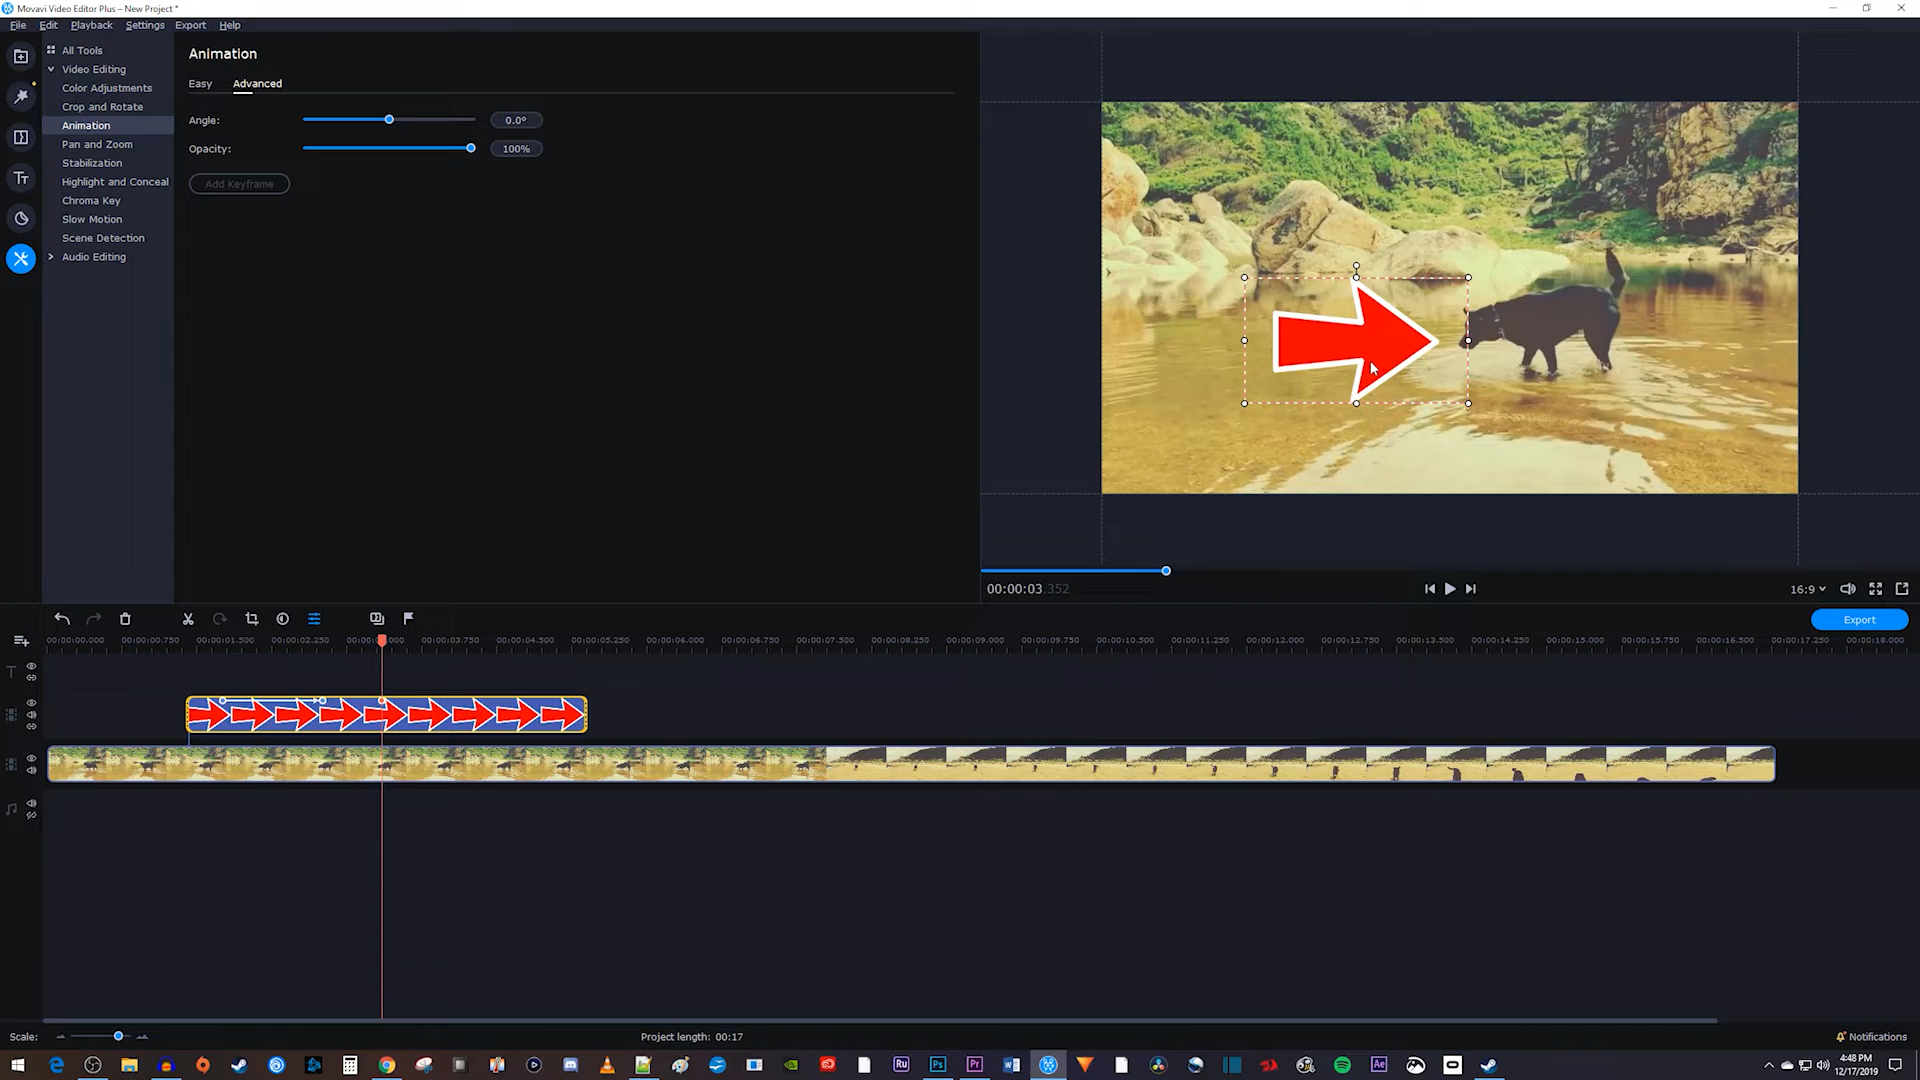 Movavi Video Editor Plus – New Project *
File Edit Playback Settings Export Help
All Tools
Video Editing
Color Adjustments
Crop and Rotate
Animation
Pan and Zoom
Stabilization
Highlight and Conceal
Chroma Key
Slow Motion
Scene Detection
Audio Editing
Animation
Easy Advanced
Angle: 0.0°
Opacity: 100%
Add Keyframe
00:00:03.352
16:9
Export
00:00:00.000 00:00:00.750 00:00:01.500 00:00:02.250 00:00:03.750 00:00:04.500 00:00:05.250 00:00:06.000 00:00:06.750 00:00:07.500 00:00:08.250 00:00:09.000 00:00:09.750 00:00:10.500 00:00:11.250 00:00:12.000 00:00:12.750 00:00:13.500 00:00:14.250 00:00:15.000 00:00:15.750 00:00:16.500 00:00:17.250 00:00:18.000
Scale:
Project length: 00:17
Notifications
Ru Ps Pr Ae
4:48 PM
12/17/2019